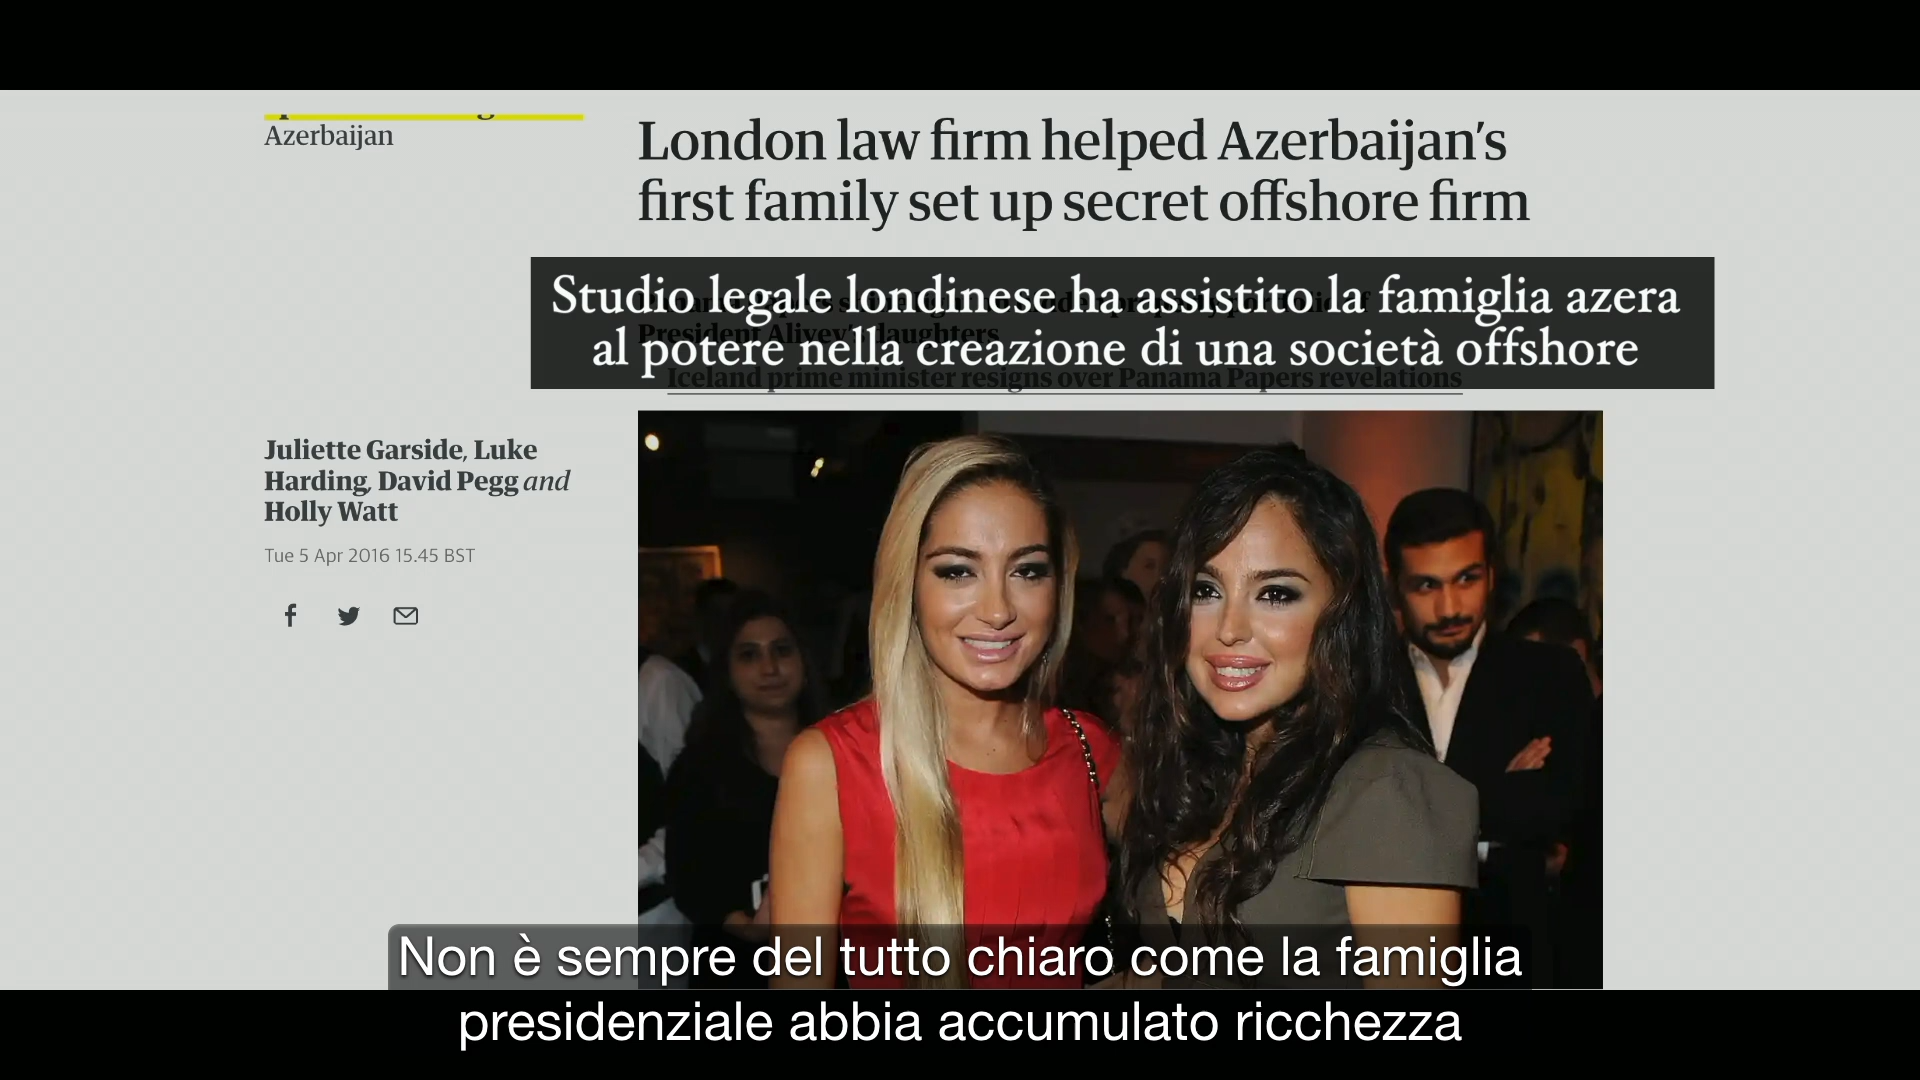 Azerbaijan
London law firm helped Azerbaijan's
first family set up secret offshore firm
Studio legale londinese ha assistito la famiglia azera
al potere nella creazione di una società offshore
President Aliyev's daughters
Iceland prime minister resigns over Panama Papers revelations
Juliette Garside, Luke
Harding, David Pegg and
Holly Watt
Tue 5 Apr 2016 15.45 BST
Non è sempre del tutto chiaro come la famiglia
presidenziale abbia accumulato ricchezza